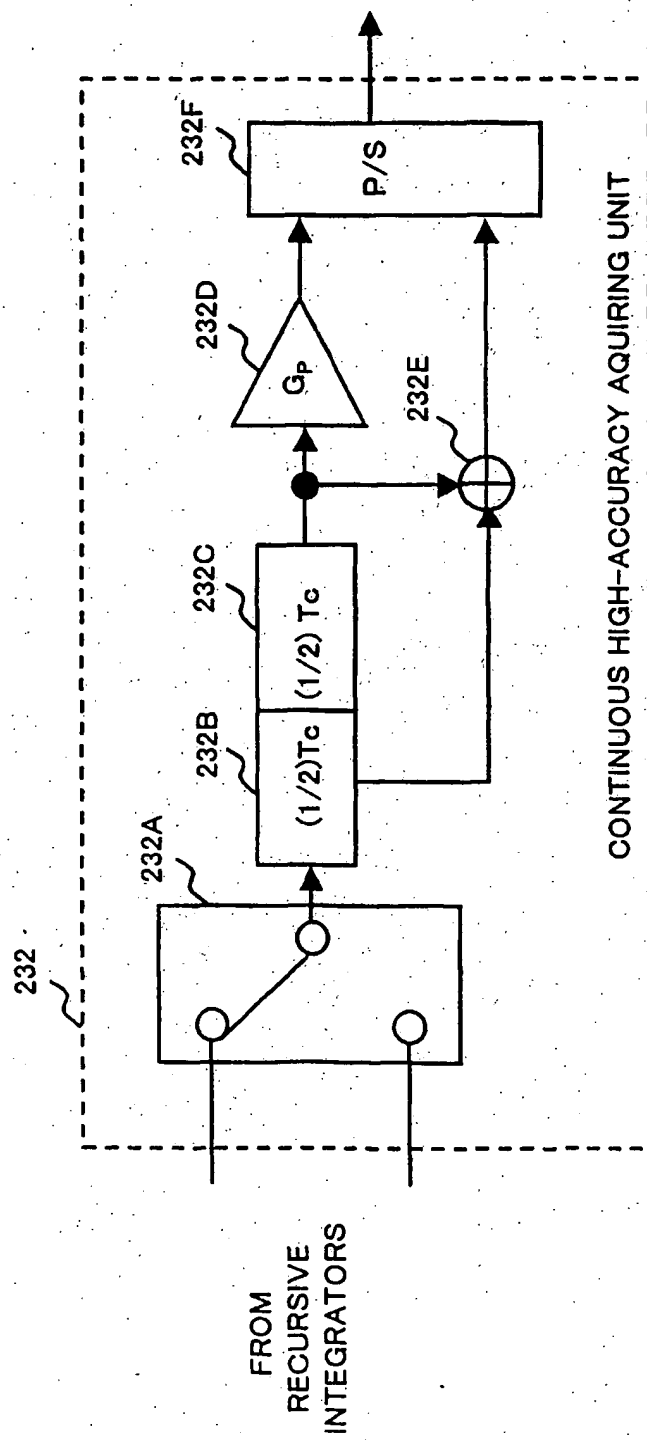 232
232A
232B
232C
232D
232E
232F
(1/2)Tc
(1/2) Tc
GP
P/S
FROM
RECURSIVE
INTEGRATORS
CONTINUOUS HIGH-ACCURACY AQUIRING UNIT